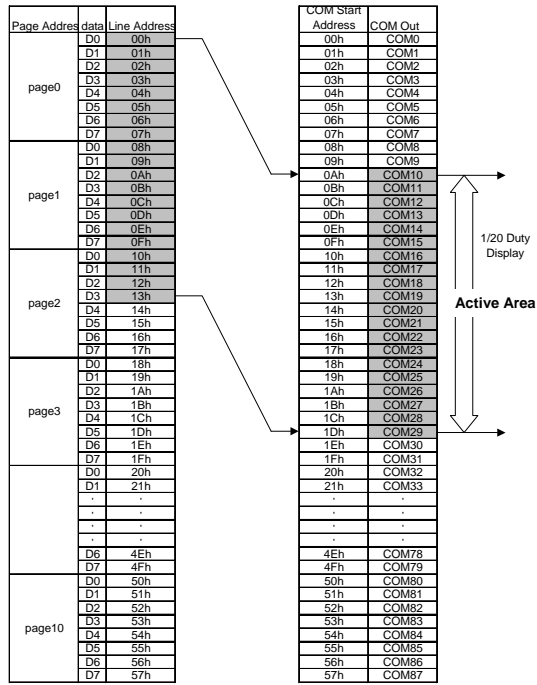 Page Addres data Line Address COM Start Address COM Out
D0 00h 00h COM0
D1 01h 01h COM1
D2 02h 02h COM2
D3 03h 03h COM3
page0 D4 04h 04h COM4
D5 05h 05h COM5
D6 06h 06h COM6
D7 07h 07h COM7
D0 08h 08h COM8
D1 09h 09h COM9
D2 0Ah 0Ah COM10
D3 0Bh 0Bh COM11
page1 D4 0Ch 0Ch COM12
D5 0Dh 0Dh COM13
D6 0Eh 0Eh COM14
D7 0Fh 0Fh COM15
D0 10h 10h COM16
D1 11h 11h COM17
D2 12h 12h COM18
D3 13h 13h COM19
page2 D4 14h 14h COM20
D5 15h 15h COM21
D6 16h 16h COM22
D7 17h 17h COM23
D0 18h 18h COM24
D1 19h 19h COM25
D2 1Ah 1Ah COM26
D3 1Bh 1Bh COM27
page3 D4 1Ch 1Ch COM28
D5 1Dh 1Dh COM29
D6 1Eh 1Eh COM30
D7 1Fh 1Fh COM31
D0 20h 20h COM32
D1 21h 21h COM33
. . . .
. . . .
. . . .
. . . .
D6 4Eh 4Eh COM78
D7 4Fh 4Fh COM79
D0 50h 50h COM80
D1 51h 51h COM81
D2 52h 52h COM82
D3 53h 53h COM83
page10 D4 54h 54h COM84
D5 55h 55h COM85
D6 56h 56h COM86
D7 57h 57h COM87
1/20 Duty
Display
Active Area